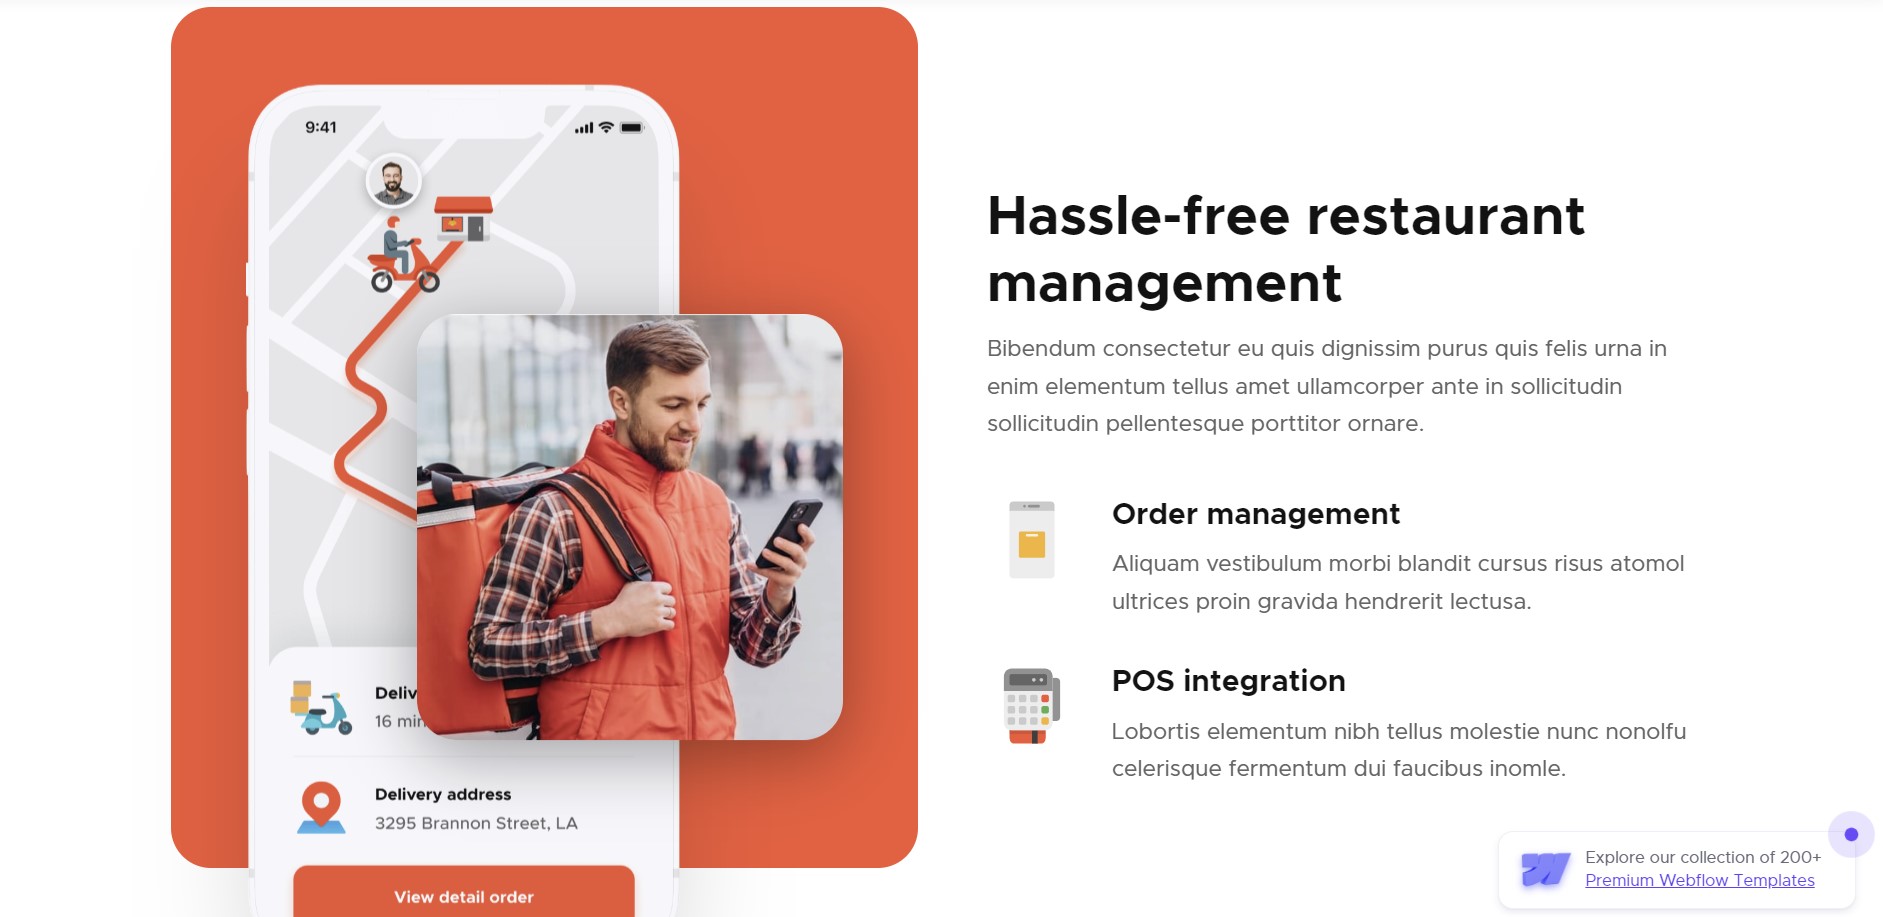 9:41
Hassle-free restaurant
management
Bibendum consectetur eu quis dignissim purus quis felis urna in
enim elementum tellus amet ullamcorper ante in sollicitudin
sollicitudin pellentesque porttitor ornare.
Order management
Aliquam vestibulum morbi blandit cursus risus atomol
ultrices proin gravida hendrerit lectusa.
POS integration
Lobortis elementum nibh tellus molestie nunc nonolfu
celerisque fermentum dui faucibus inomle.
16
Delivery address
3295 Brannon Street, LA
View detail order
Explore our collection of 200+
Premium Webflow Templates